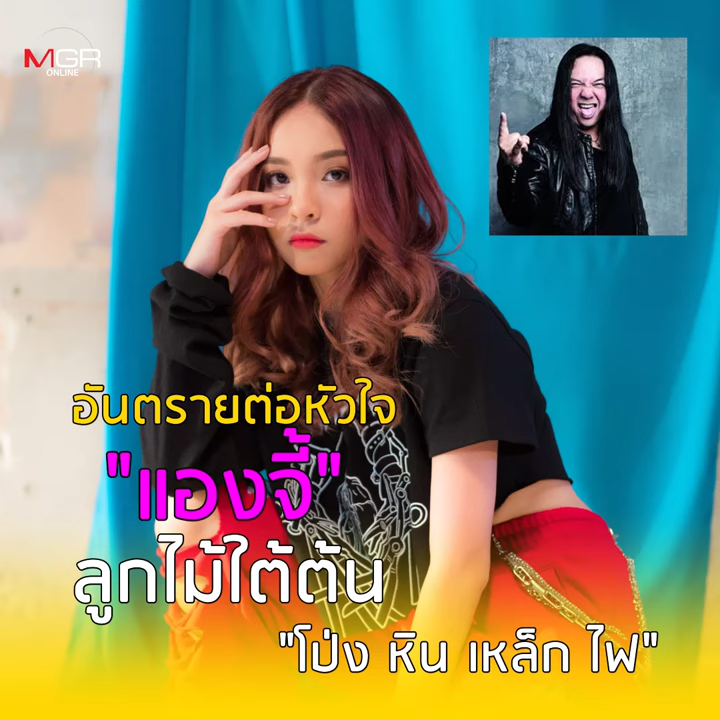 MGR
ONLINE
อันตรายต่อหัวใจ
"แองจี้"
ลูกไม้ใต้ต้น
"โป่ง หิน เหล็ก ไฟ"